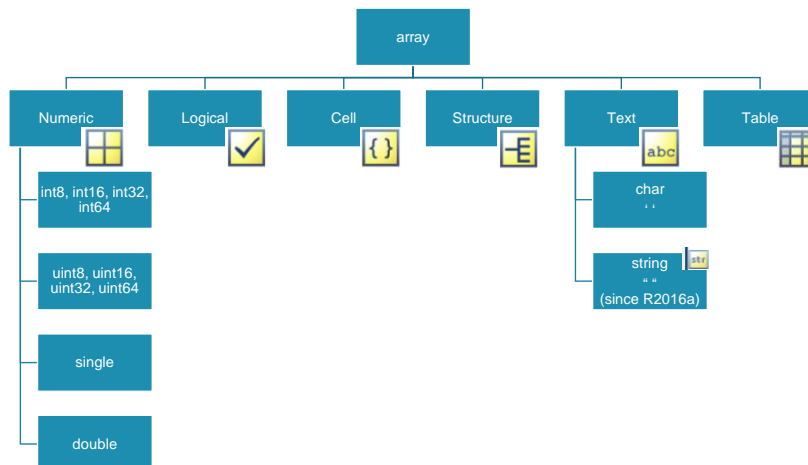 array
Numeric
Logical
Cell
Structure
Text
Table
{ }
abc
int8, int16, int32,
int64
uint8, uint16,
uint32, uint64
single
double
char
‘ ‘
str
string
“ “
(since R2016a)